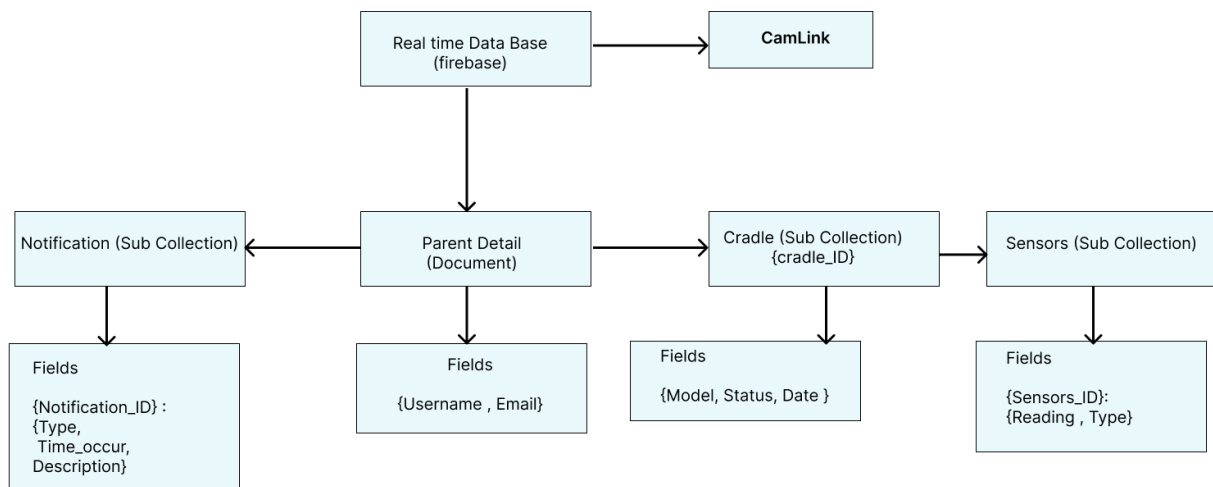 Real time Data Base
(firebase)
CamLink
Notification (Sub Collection)
Parent Detail
(Document)
Cradle (Sub Collection)
{cradle_ID}
Sensors (Sub Collection)
Fields
{Notification_ID} :
{Type,
Time_occur,
Description}
Fields
{Username , Email}
Fields
{Model, Status, Date }
Fields
{Sensors_ID}:
{Reading , Type}